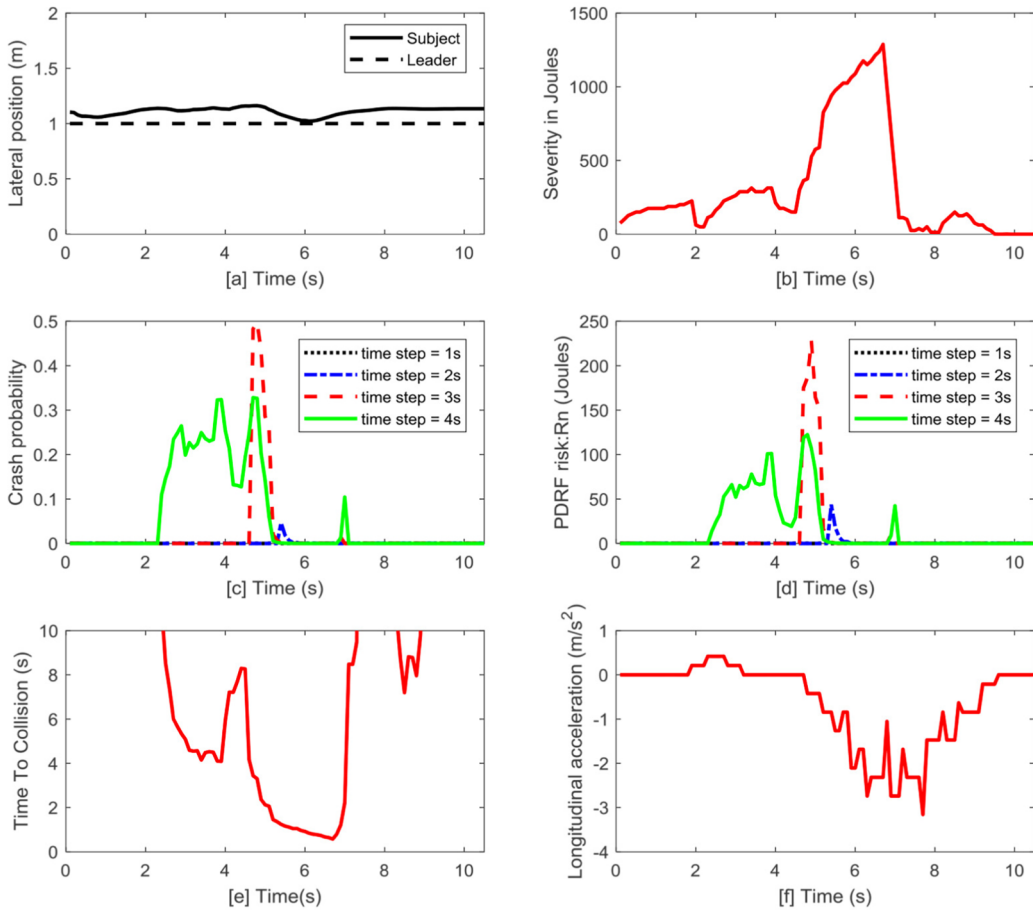 Lateral position (m)
2
1.5
1
0.5
0
Subject
Leader
0 2 4 6 8 10
[a] Time (s)
Severity in Joules
1500
1000
500
0
0 2 4 6 8 10
[b] Time (s)
Crash probability
0.5
0.4
0.3
0.2
0.1
0
time step = 1s
time step = 2s
time step = 3s
time step = 4s
0 2 4 6 8 10
[c] Time (s)
PDRF risk:Rn (Joules)
250
200
150
100
50
0
time step = 1s
time step = 2s
time step = 3s
time step = 4s
0 2 4 6 8 10
[d] Time (s)
Time To Collision (s)
10
8
6
4
2
0
0 2 4 6 8 10
[e] Time(s)
Longitudinal acceleration (m/s²)
1
0
-1
-2
-3
-4
0 2 4 6 8 10
[f] Time (s)